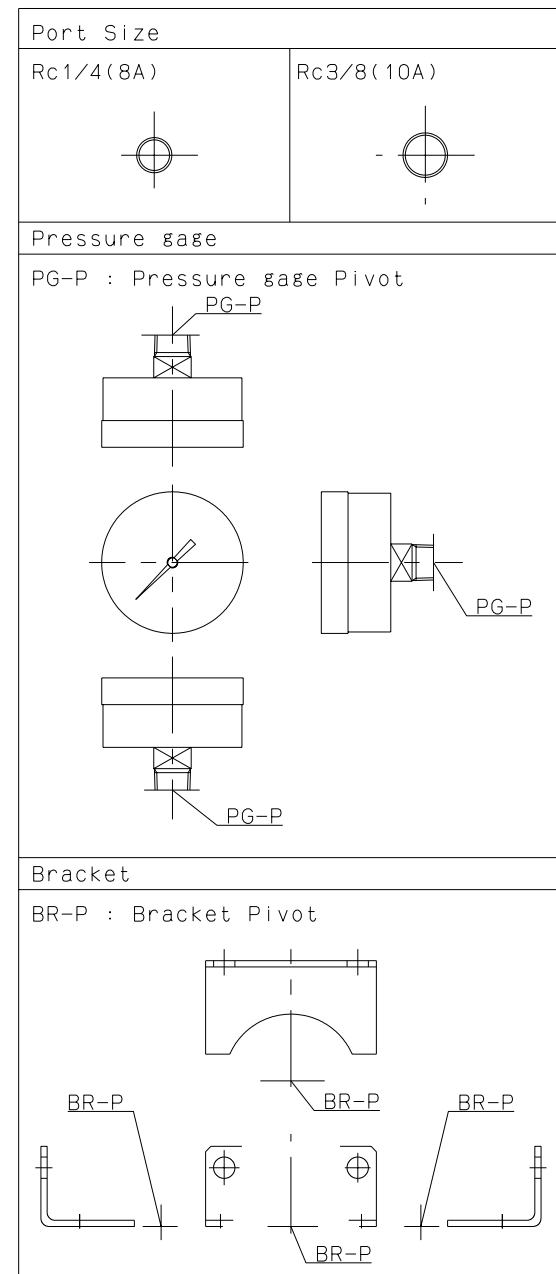 Port Size
Rc1/4(8A)
Rc3/8(10A)
Pressure gage
PG-P : Pressure gage Pivot
PG-P
PG-P
PG-P
Bracket
BR-P : Bracket Pivot
BR-P
BR-P
BR-P
BR-P